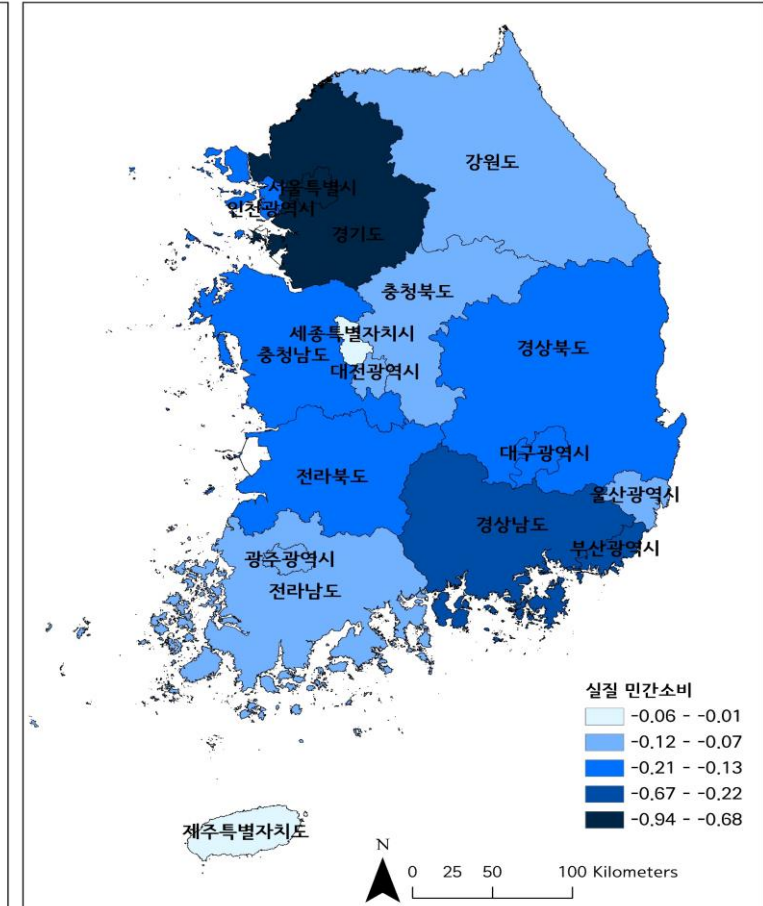 강원도
서울특별시
인천광역시
경기도
충청북도
세종특별자치시
충청남도
경상북도
대전광역시
대구광역시
전라북도
울산광역시
경상남도
부산광역시
광주광역시
전라남도
제주특별자치도
실질 민간소비
-0.06 - -0.01
-0.12 - -0.07
-0.21 - -0.13
-0.67 - -0.22
-0.94 - -0.68
N
0 25 50 100 Kilometers